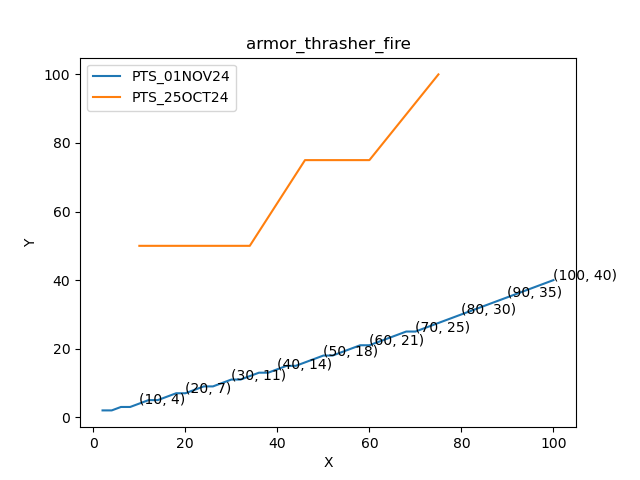 armor_thrasher_fire
PTS_01NOV24
PTS_25OCT24
100
80
60
40
20
0
Y
(10, 4)
(20, 7)
(30, 11)
(40, 14)
(50, 18)
(60, 21)
(70, 25)
(80, 30)
(90, 35)
(100, 40)
0 20 40 60 80 100
X